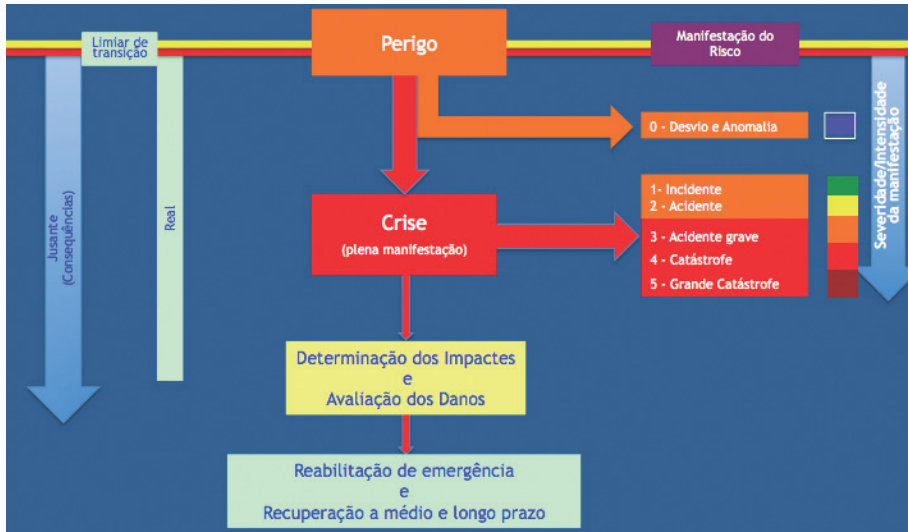 Limiar de
transição
Perigo
Manifestação do
Risco
0 - Desvio e Anomalia
Jusante
(Consequências)
Real
Severidade/Intensidade
da manifestação
Crise
(plena manifestação)
1- Incidente
2 - Acidente
3 - Acidente grave
4 - Catástrofe
5 - Grande Catástrofe
Determinação dos Impactes
e
Avaliação dos Danos
Reabilitação de emergência
e
Recuperação a médio e longo prazo